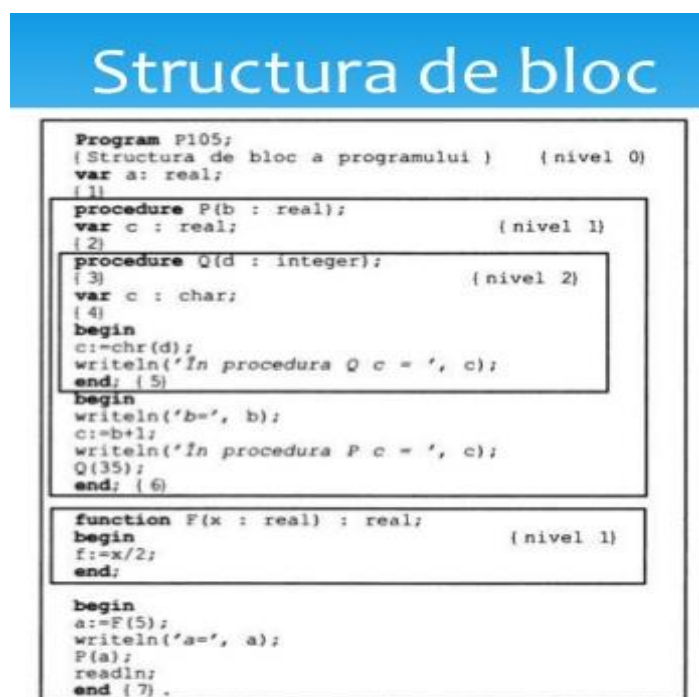 Structura de bloc
Program P105;
{Structura de bloc a programului } {nivel 0}
var a: real;
{1}
procedure P(b : real);
var c : real; {nivel 1}
{2}
procedure Q(d : integer);
{3} {nivel 2}
var c : char;
{4}
begin
c:=chr(d);
writeln('În procedura Q c = ', c);
end; {5}
begin
writeln('b=', b);
c:=b+1;
writeln('În procedura P c = ', c);
Q(35);
end; {6}
function F(x : real) : real;
begin {nivel 1}
f:=x/2;
end;
begin
a:=F(5);
writeln('a=', a);
P(a);
readln;
end {7} .